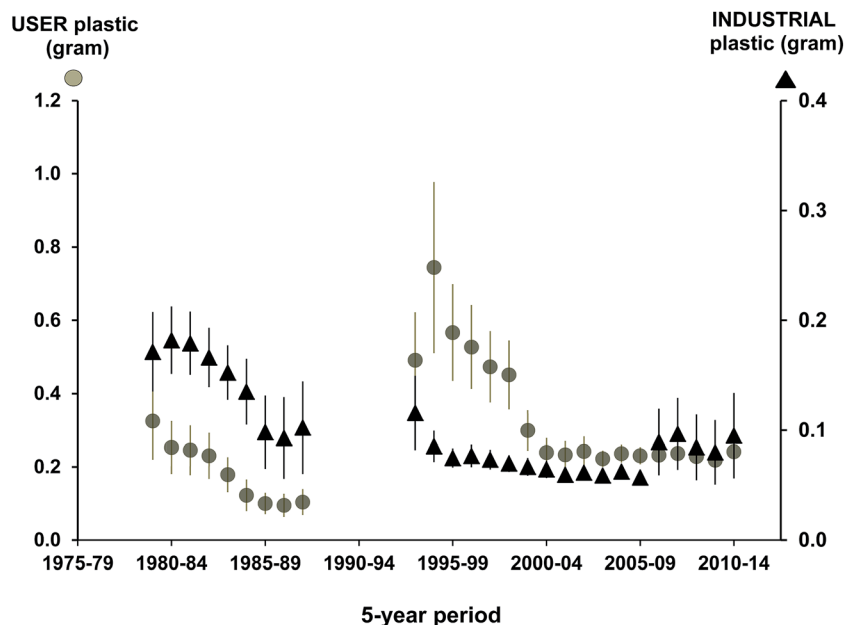 USER plastic
(gram)
INDUSTRIAL
plastic (gram)
1.2
1.0
0.8
0.6
0.4
0.2
0.0
0.4
0.3
0.2
0.1
0.0
1975-79 1980-84 1985-89 1990-94 1995-99 2000-04 2005-09 2010-14
5-year period